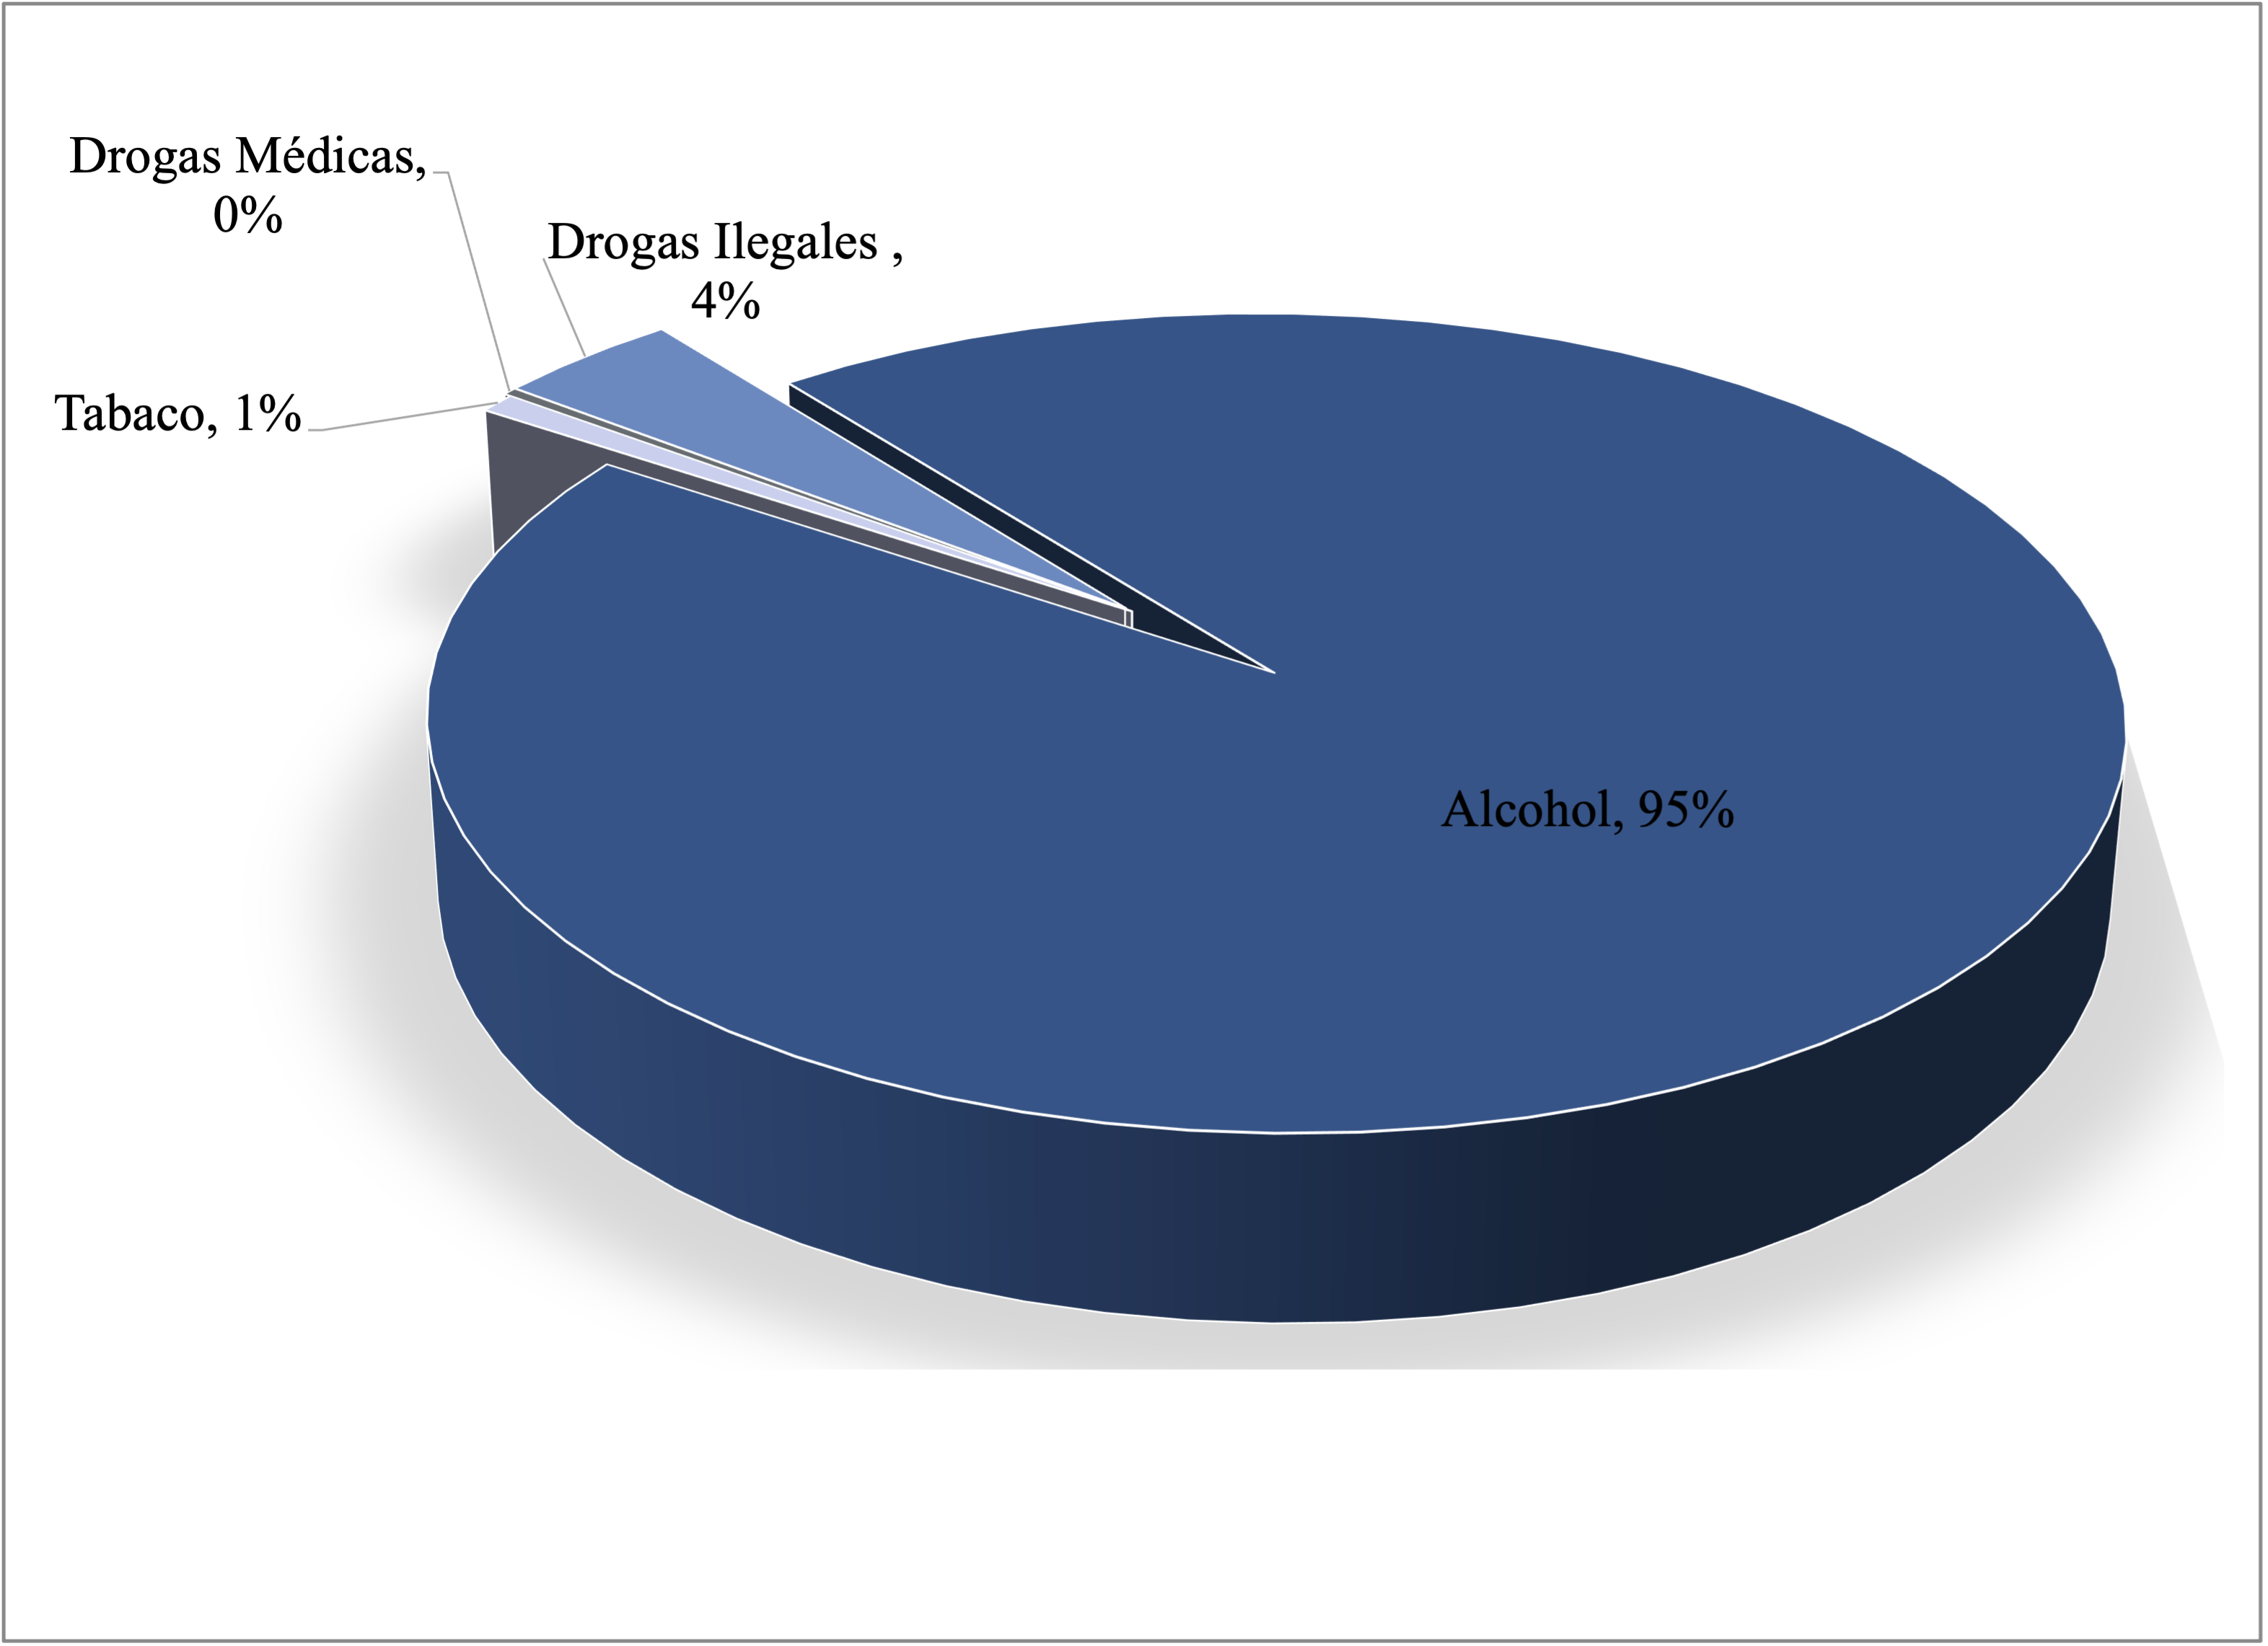 Drogas Médicas,
0%
Drogas Ilegales ,
4%
Tabaco, 1%
Alcohol, 95%